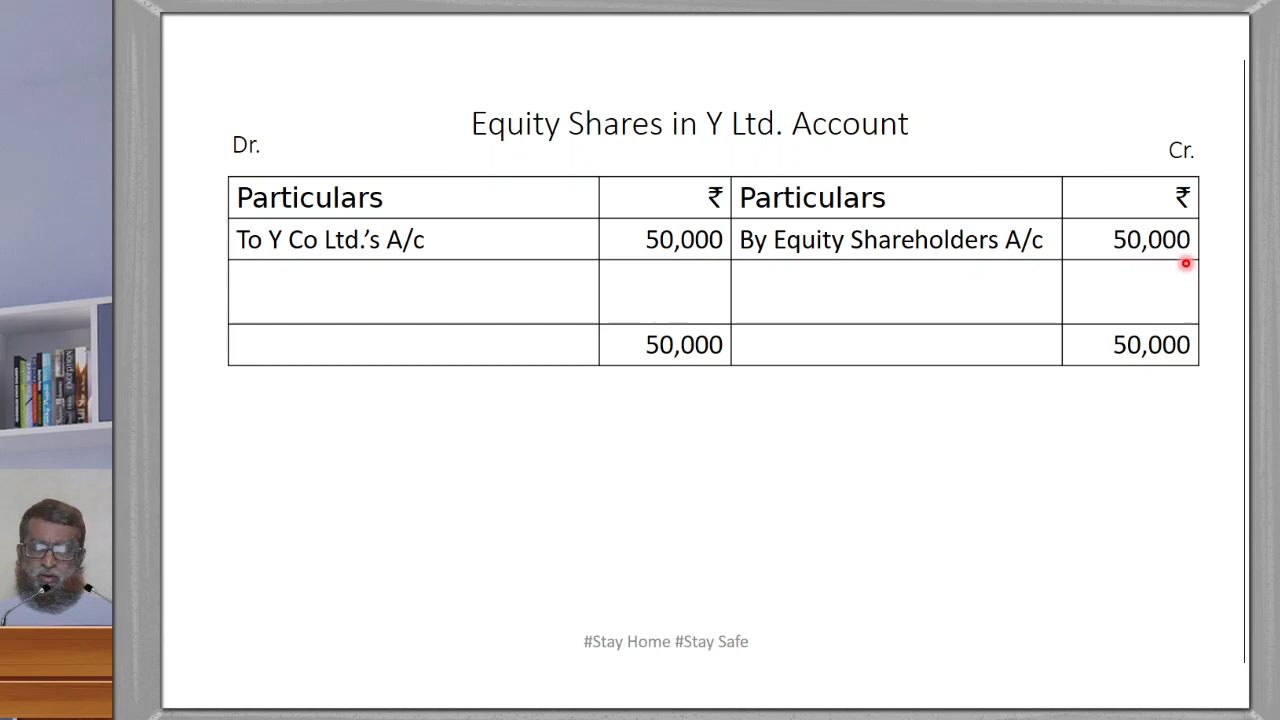 Equity Shares in Y Ltd. Account
Dr.
Cr.
Particulars ₹ Particulars ₹
To Y Co Ltd.’s A/c 50,000 By Equity Shareholders A/c 50,000
50,000 50,000
#Stay Home #Stay Safe